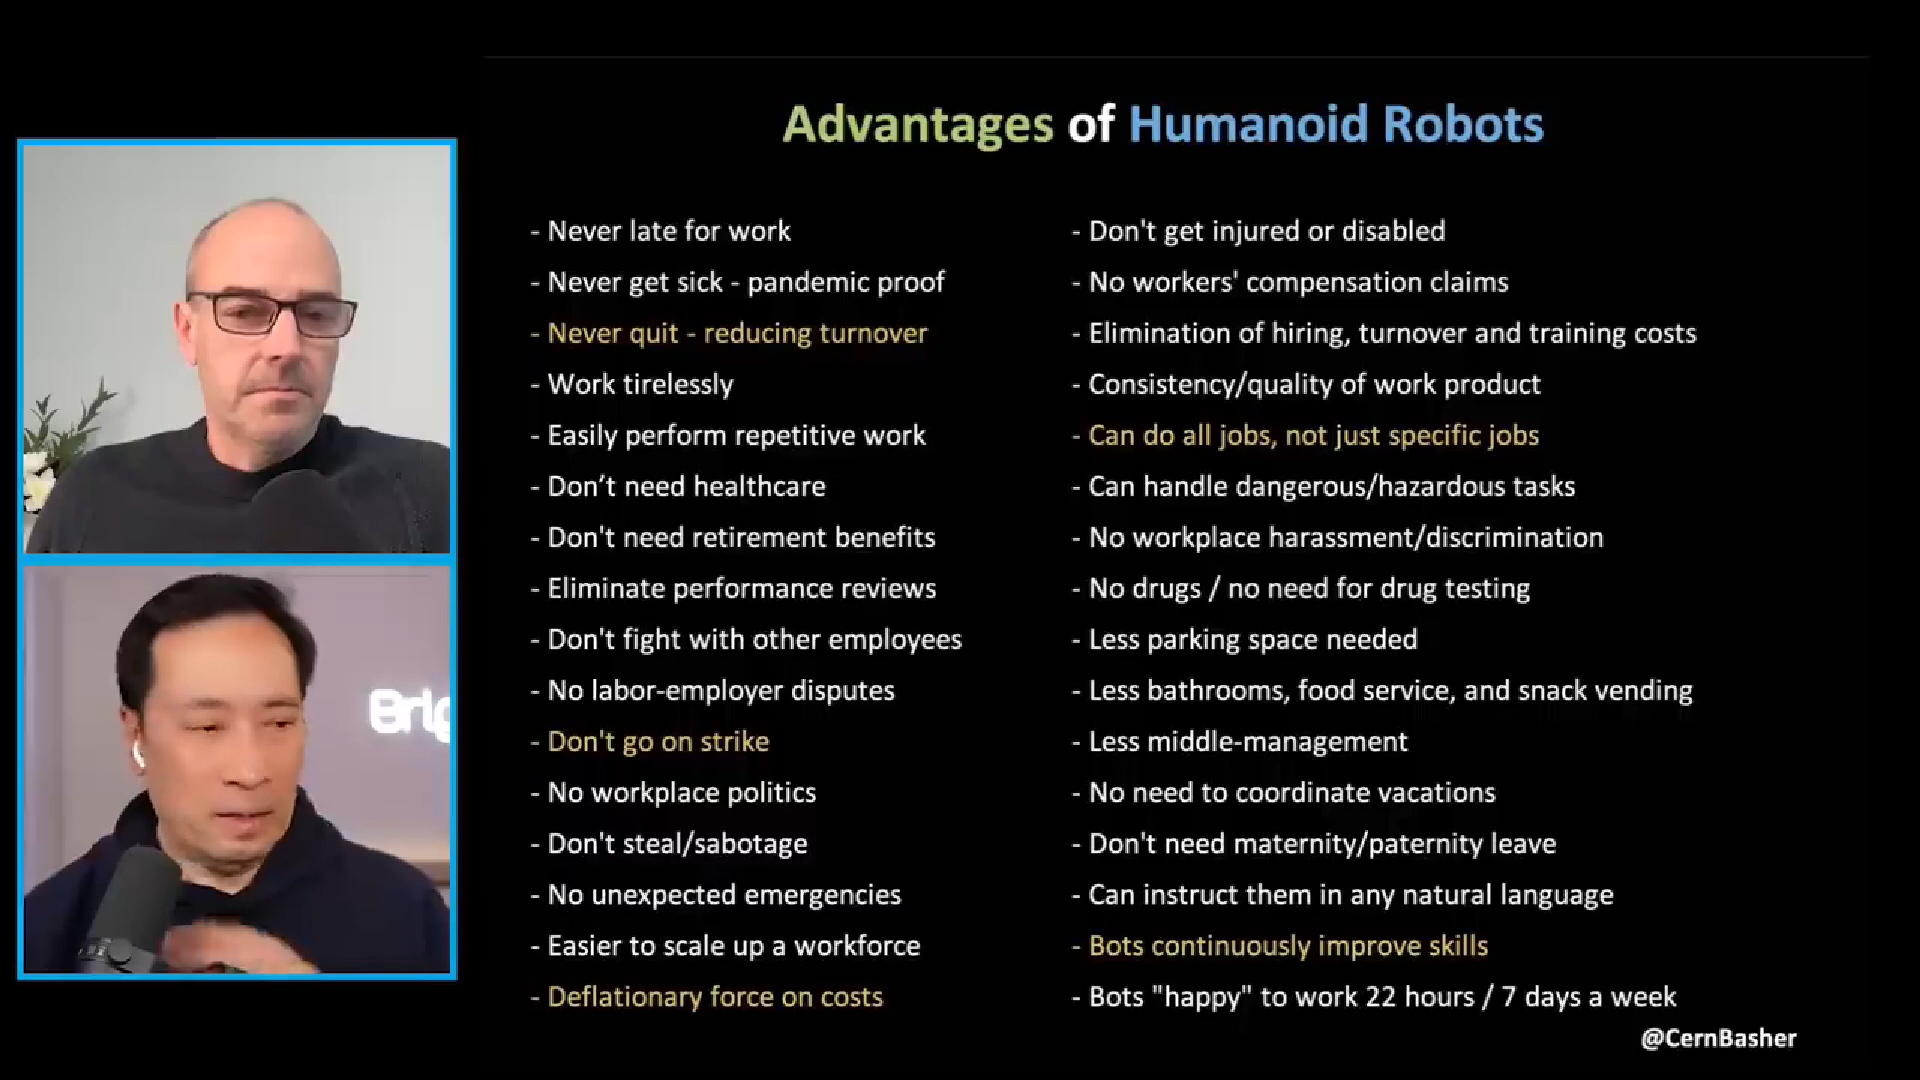 Advantages of Humanoid Robots
- Never late for work
- Never get sick - pandemic proof
- Never quit - reducing turnover
- Work tirelessly
- Easily perform repetitive work
- Don’t need healthcare
- Don't need retirement benefits
- Eliminate performance reviews
- Don't fight with other employees
- No labor-employer disputes
- Don't go on strike
- No workplace politics
- Don't steal/sabotage
- No unexpected emergencies
- Easier to scale up a workforce
- Deflationary force on costs
- Don't get injured or disabled
- No workers' compensation claims
- Elimination of hiring, turnover and training costs
- Consistency/quality of work product
- Can do all jobs, not just specific jobs
- Can handle dangerous/hazardous tasks
- No workplace harassment/discrimination
- No drugs / no need for drug testing
- Less parking space needed
- Less bathrooms, food service, and snack vending
- Less middle-management
- No need to coordinate vacations
- Don't need maternity/paternity leave
- Can instruct them in any natural language
- Bots continuously improve skills
- Bots "happy" to work 22 hours / 7 days a week
@CernBasher